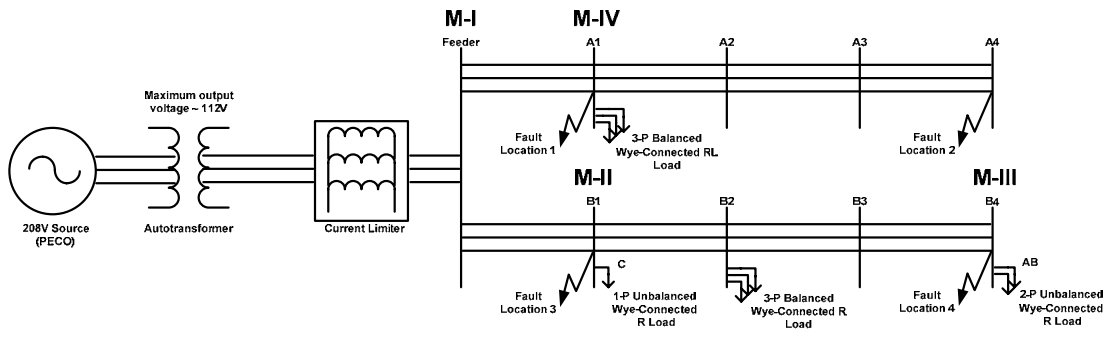 M-I
M-IV
Feeder
A1
A2
A3
A4
Maximum output
voltage ~ 112V
Fault
Location 1
3-P Balanced
Wye-Connected RL
Load
Fault
Location 2
M-II
M-III
B1
B2
B3
B4
208V Source
(PECO)
Autotransformer
Current Limiter
C
AB
Fault
Location 3
1-P Unbalanced
Wye-Connected
R Load
3-P Balanced
Wye-Connected R
Load
Fault
Location 4
2-P Unbalanced
Wye-Connected
R Load